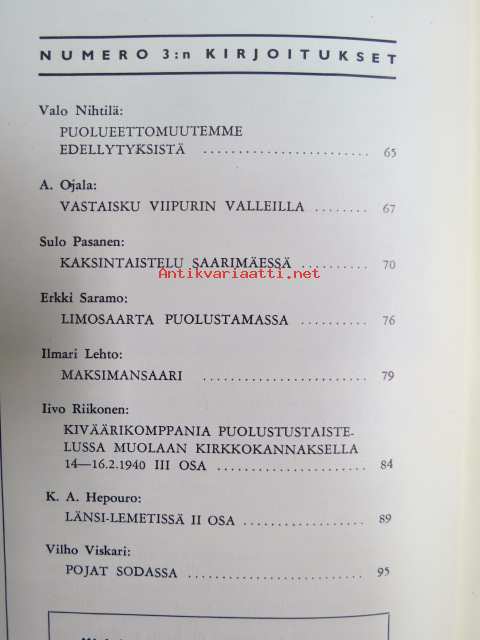 NUMERO 3:n KIRJOITUKSET
Valo Nihtilä:
PUOLUEETTOMUUTEMME
EDELLYTYKSISTÄ .......................... 65
A. Ojala:
VASTAISKU VIIPURIN VALLEILLA ........ 67
Sulo Pasanen:
KAKSINTAISTELU SAARIMÄESSÄ .......... 70
Antikvariaatti.net
Erkki Saramo:
LIMOSAARTA PUOLUSTAMASSA .......... 76
Ilmari Lehto:
MAKSIMANSAARI .......................... 79
Iivo Riikonen:
KIVÄÄRIKOMPPANIA PUOLUSTUSTAISTE-
LUSSA MUOLAAN KIRKKOKANNAKSELLA
14—16.2.1940 III OSA ........................ 84
K. A. Hepouro:
LÄNSI-LEMETISSÄ II OSA .................. 89
Vilho Viskari:
POJAT SODASSA .......................... 95